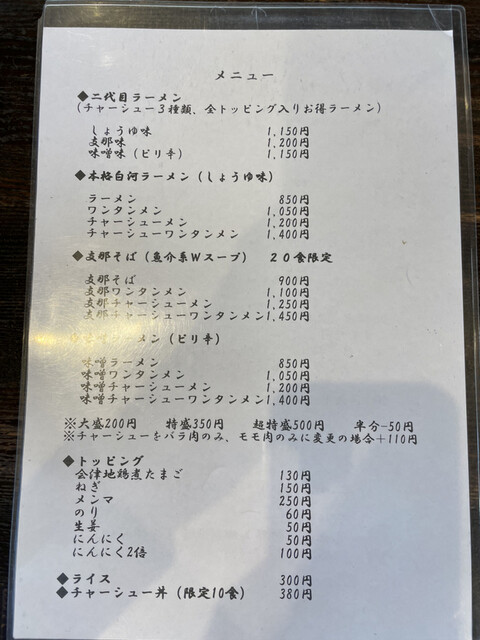 メニュー
◆二代目ラーメン
(チャーシュー3種類、全トッピング入りお得ラーメン)
しょうゆ味 1,150円
支那味 1,200円
味噌味(ピリ辛) 1,150円
◆本格白河ラーメン(しょうゆ味)
ラーメン 850円
ワンタンメン 1,050円
チャーシューメン 1,200円
チャーシューワンタンメン 1,400円
◆支那そば(魚介系Wスープ) 20食限定
支那そば 900円
支那ワンタンメン 1,100円
支那チャーシューメン 1,250円
支那チャーシューワンタンメン1,450円
ラーメン(ピリ辛)
味噌ラーメン 850円
味噌ワンタンメン 1,050円
味噌チャーシューメン 1,200円
味噌チャーシューワンタンメン1,400円
※大盛200円 特盛350円 超特盛500円 半分-50円
※チャーシューをバラ肉のみ、モモ肉のみに変更の場合+110円
◆トッピング
会津地鶏煮たまご 130円
ねぎ 150円
メンマ 250円
のり 60円
生姜 50円
にんにく 50円
にんにく2倍 100円
◆ライス 300円
◆チャーシュー丼(限定10食) 380円